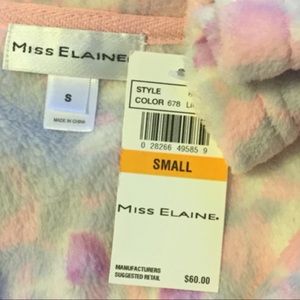 MISS ELAINE®
S
MADE IN CHINA
STYLE
COLOR 678
0 28266 49585 9
SMALL
MISS ELAINE®
MANUFACTURERS
SUGGESTED RETAIL $60.00